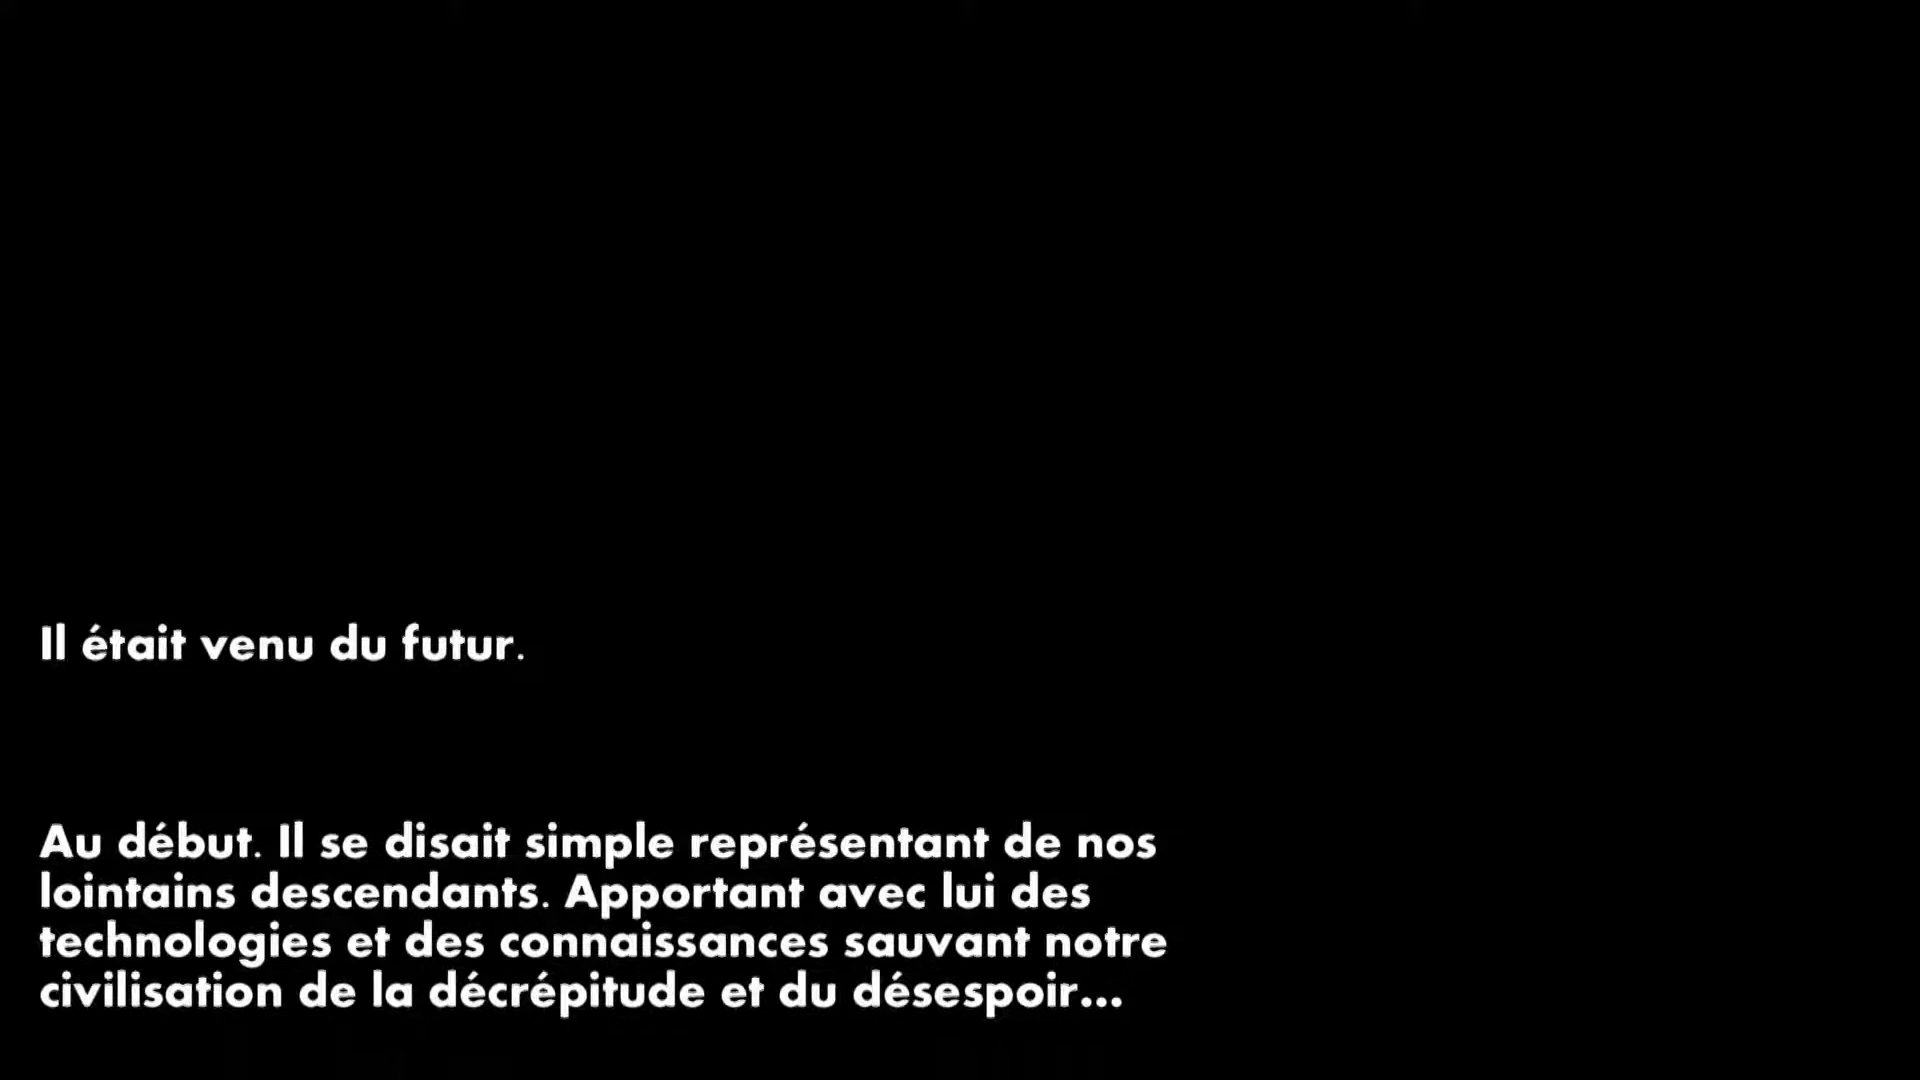 Il était venu du futur.
Au début. Il se disait simple représentant de nos
lointains descendants. Apportant avec lui des
technologies et des connaissances sauvant notre
civilisation de la décrépitude et du désespoir...